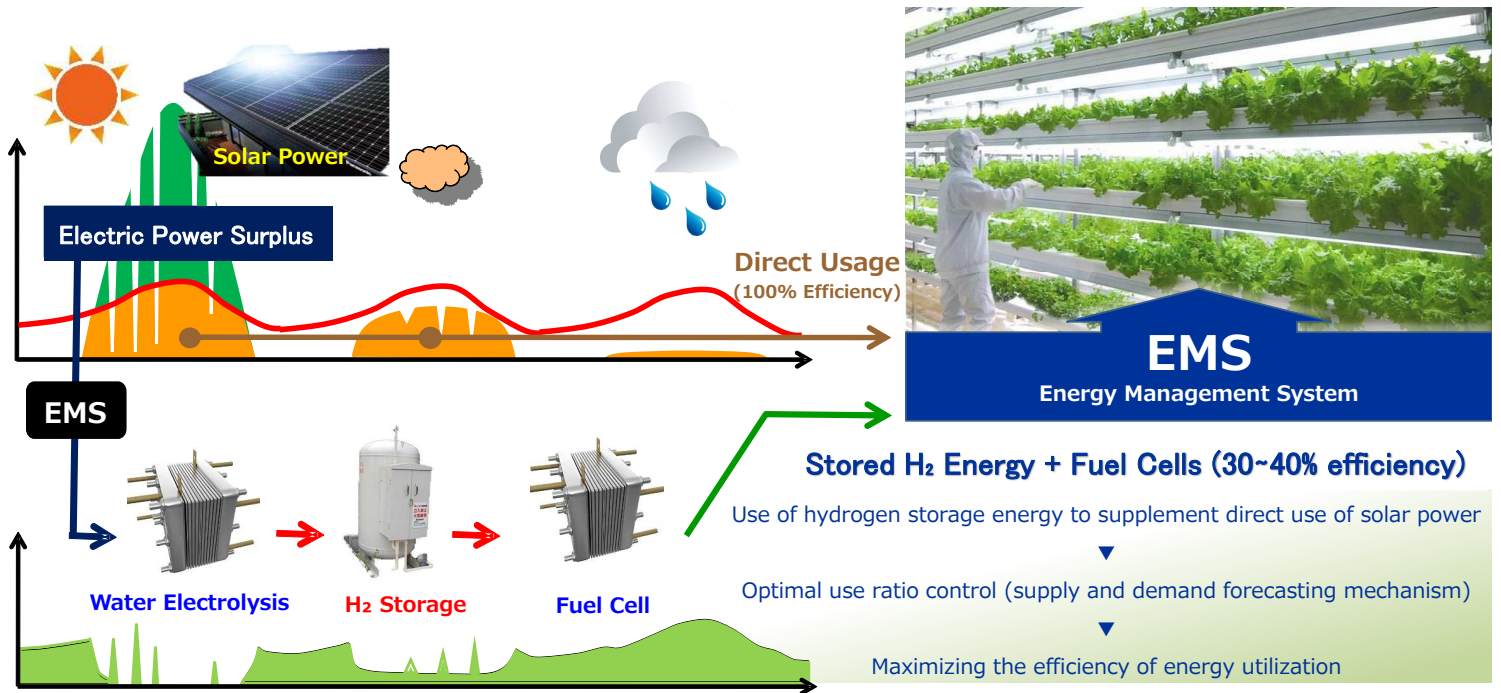 Solar Power
Electric Power Surplus
Direct Usage
(100% Efficiency)
EMS
Energy Management System
EMS
Stored H₂ Energy + Fuel Cells (30~40% efficiency)
Use of hydrogen storage energy to supplement direct use of solar power
▼
Optimal use ratio control (supply and demand forecasting mechanism)
▼
Maximizing the efficiency of energy utilization
Water Electrolysis
H₂ Storage
Fuel Cell